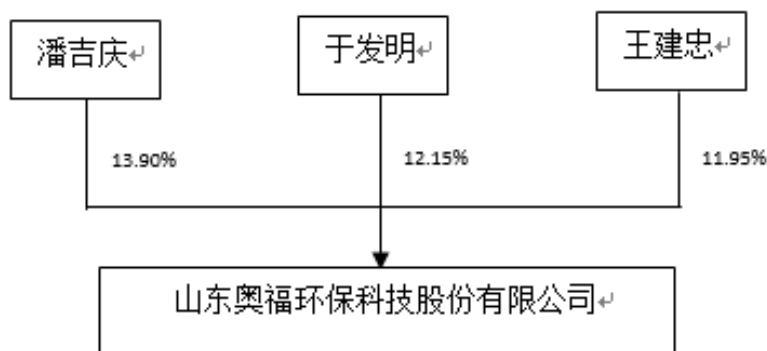 潘吉庆
于发明
王建忠
13.90%
12.15%
11.95%
山东奥福环保科技股份有限公司